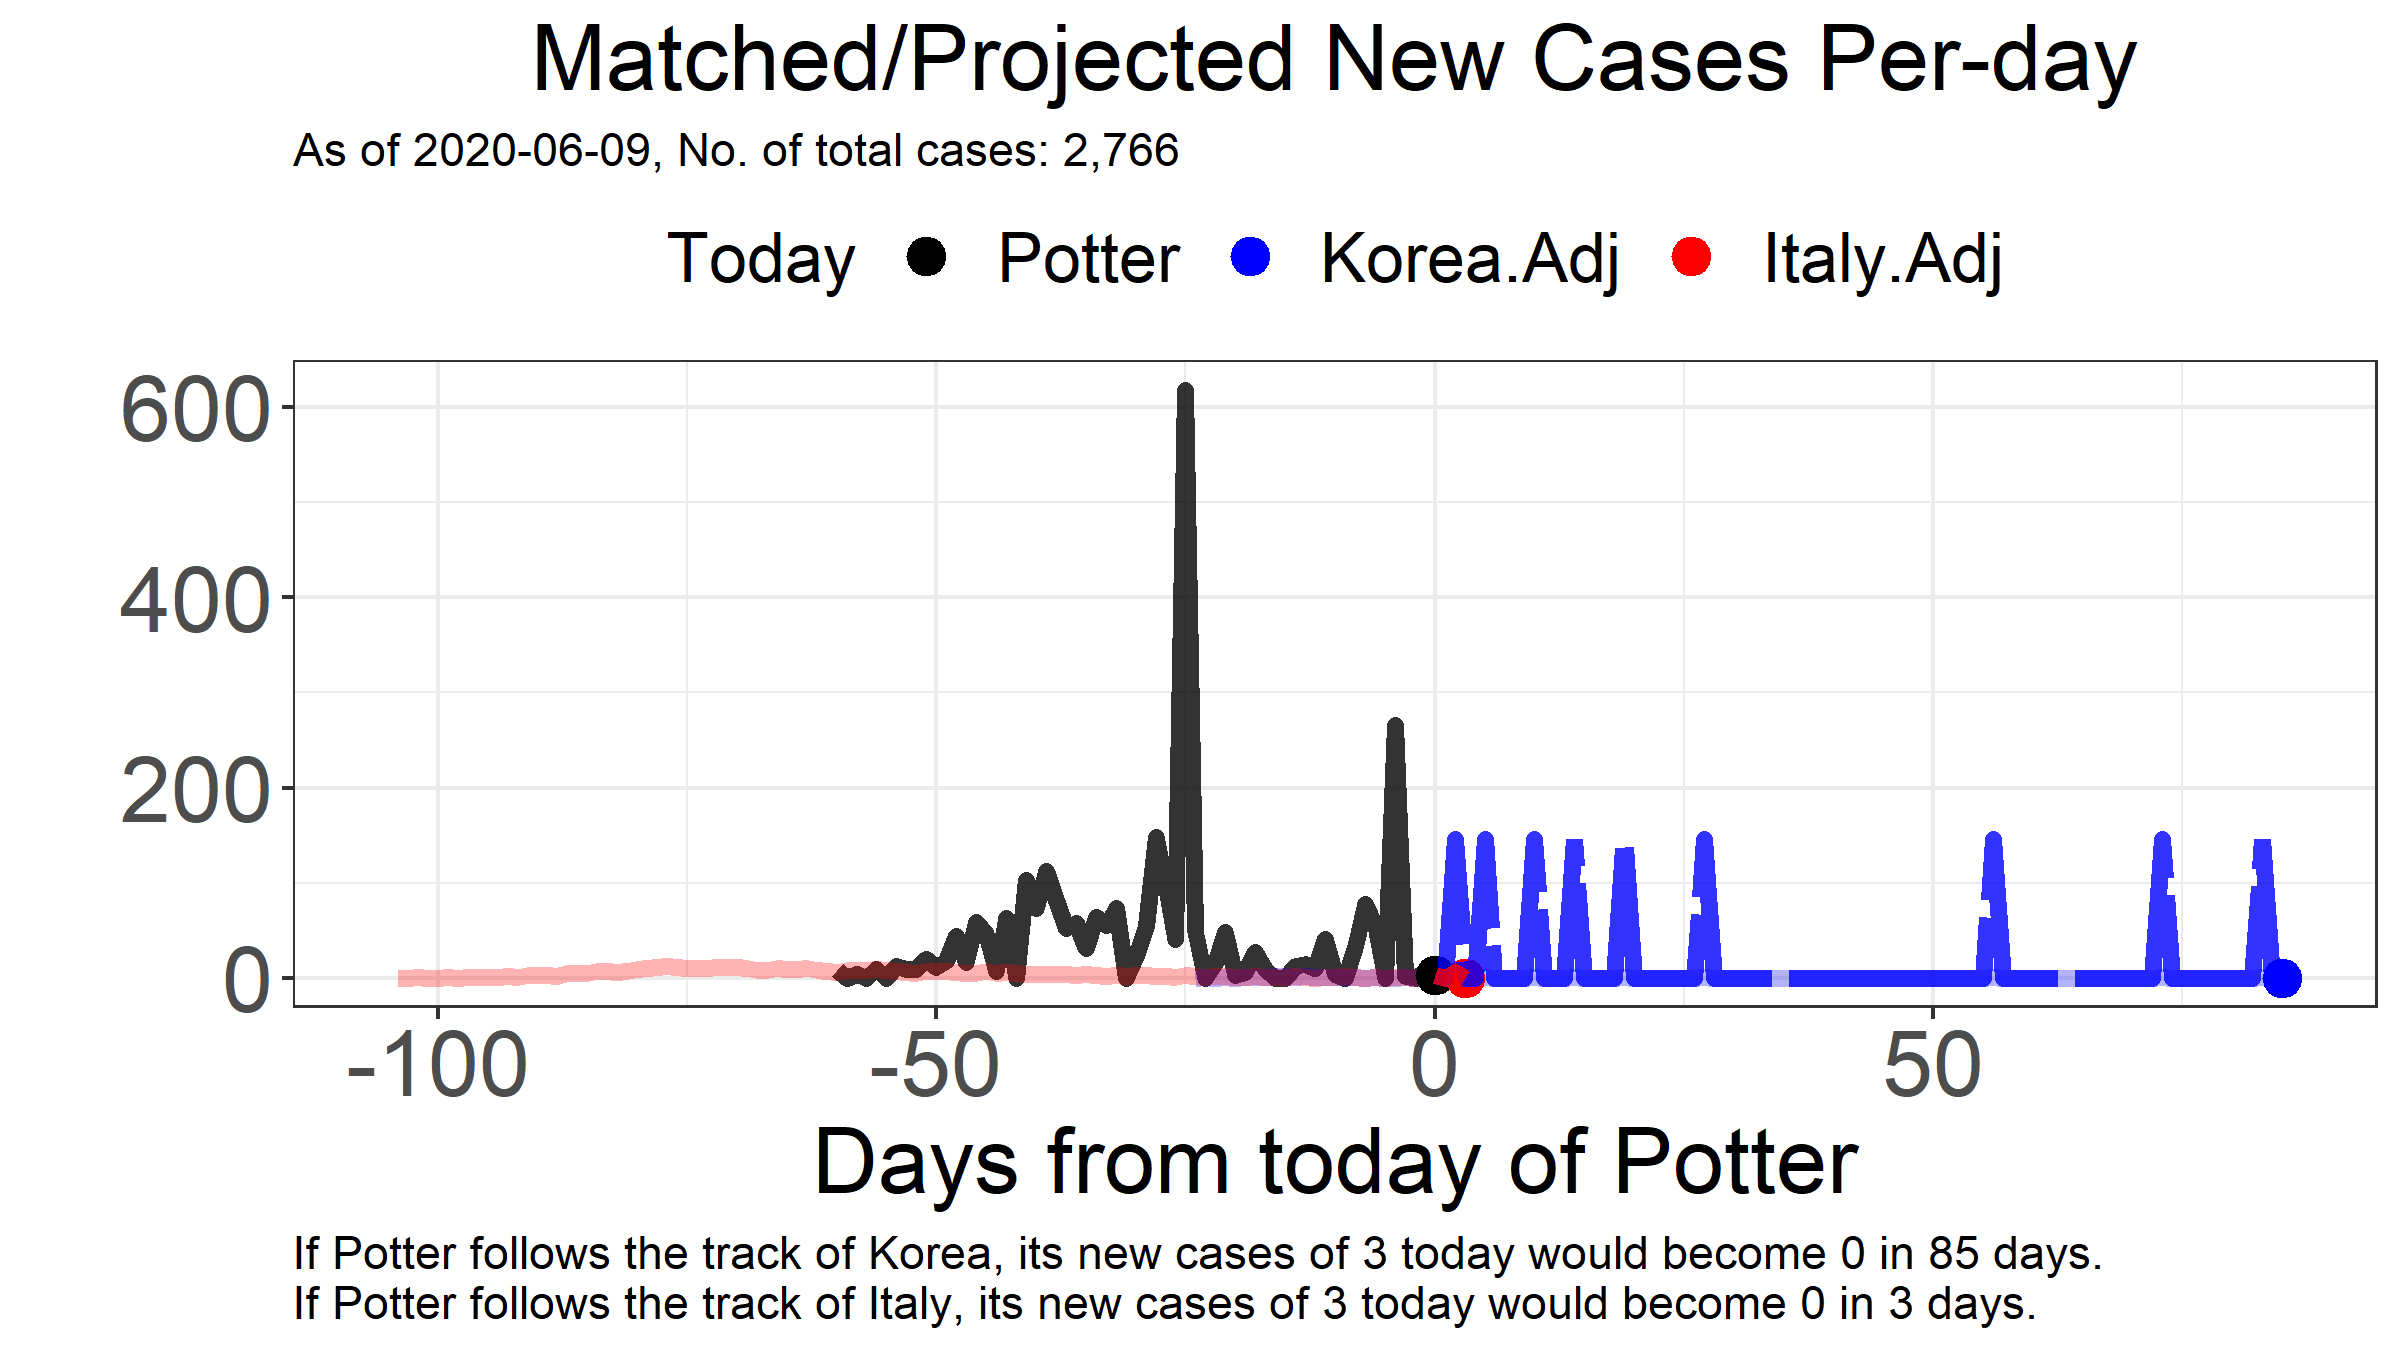 Matched/Projected New Cases Per-day
As of 2020-06-09, No. of total cases: 2,766
Today Potter Korea.Adj Italy.Adj
600
400
200
0
-100 -50 0 50
Days from today of Potter
If Potter follows the track of Korea, its new cases of 3 today would become 0 in 85 days.
If Potter follows the track of Italy, its new cases of 3 today would become 0 in 3 days.